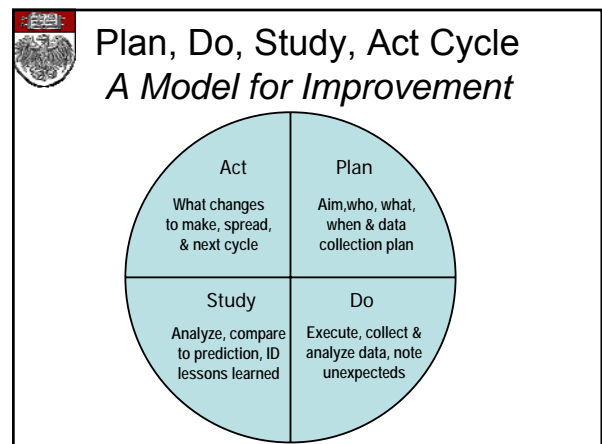 Plan, Do, Study, Act Cycle
A Model for Improvement
Act
What changes
to make, spread,
& next cycle
Plan
Aim,who, what,
when & data
collection plan
Study
Analyze, compare
to prediction, ID
lessons learned
Do
Execute, collect &
analyze data, note
unexpecteds